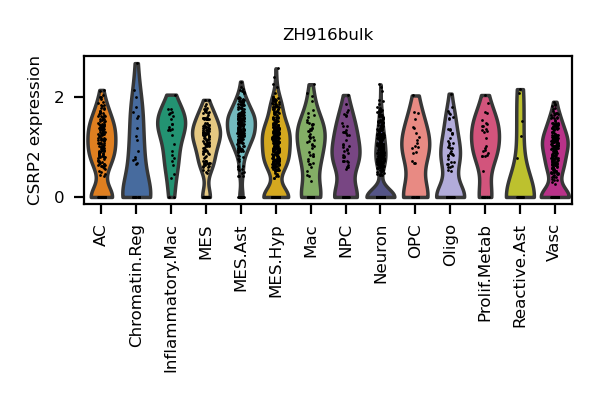 ZH916bulk
CSRP2 expression
2
0
AC
Chromatin.Reg
Inflammatory.Mac
MES
MES.Ast
MES.Hyp
Mac
NPC
Neuron
OPC
Oligo
Prolif.Metab
Reactive.Ast
Vasc